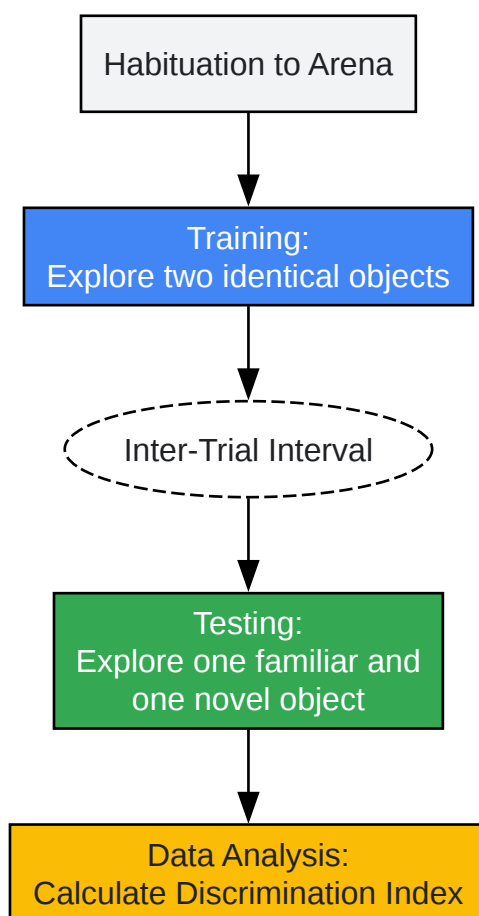 Habituation to Arena
Training:
Explore two identical objects
Inter-Trial Interval
Testing:
Explore one familiar and
one novel object
Data Analysis:
Calculate Discrimination Index